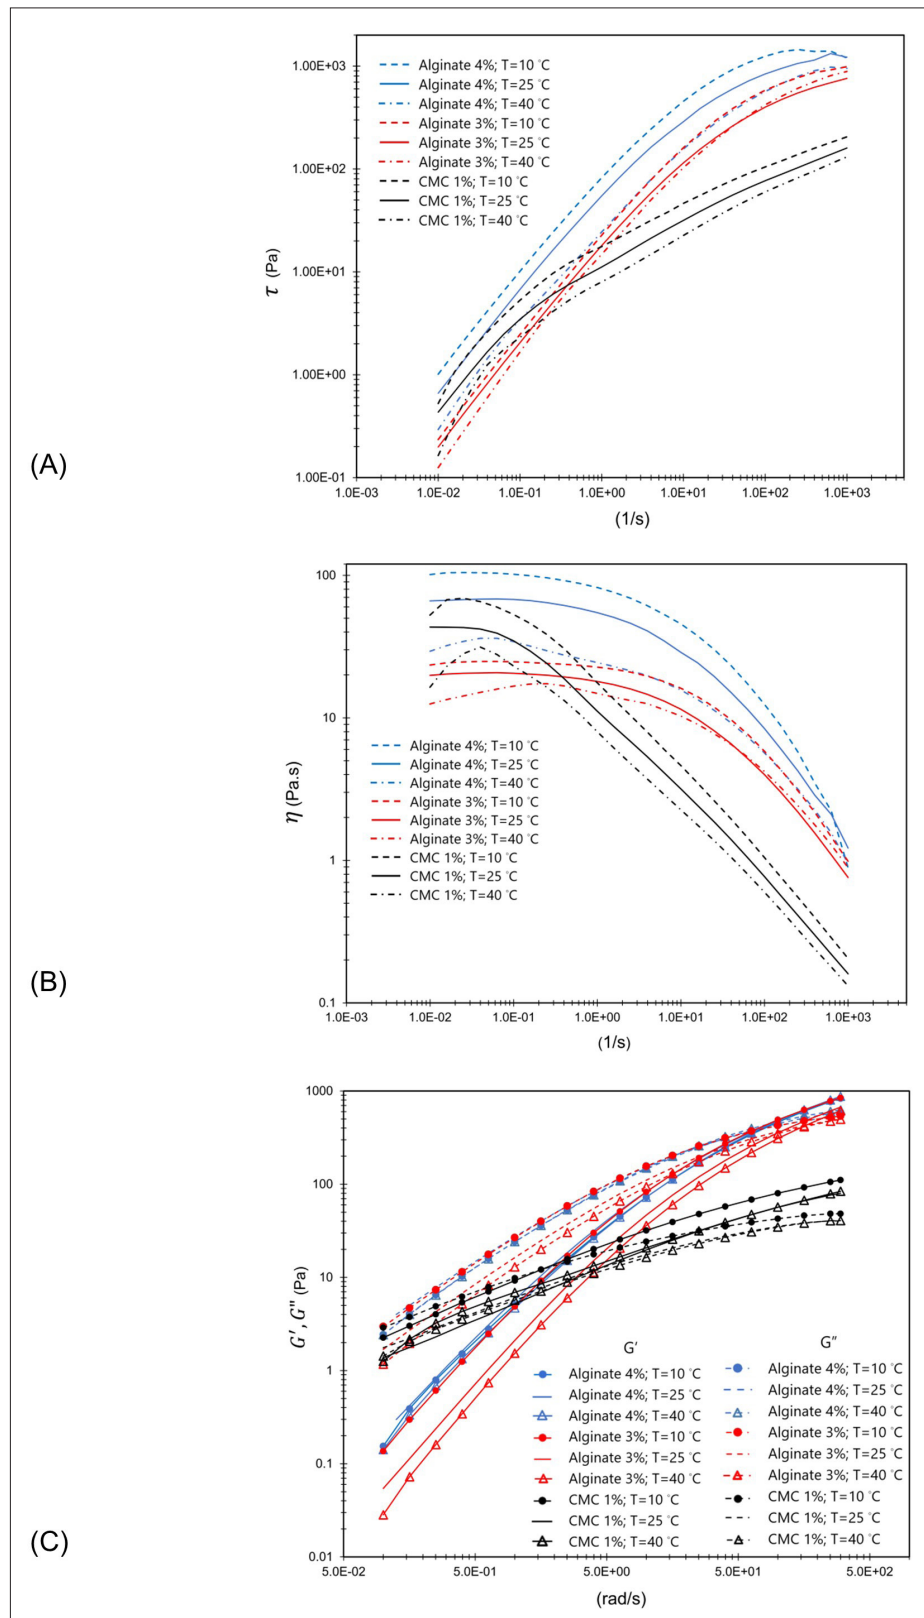 1.00E+03
1.00E+02
1.00E+01
1.00E+00
1.00E-01
τ (Pa)
Alginate 4%; T=10 °C
Alginate 4%; T=25 °C
Alginate 4%; T=40 °C
Alginate 3%; T=10 °C
Alginate 3%; T=25 °C
Alginate 3%; T=40 °C
CMC 1%; T=10 °C
CMC 1%; T=25 °C
CMC 1%; T=40 °C
1.0E-03 1.0E-02 1.0E-01 1.0E+00 1.0E+01 1.0E+02 1.0E+03
(1/s)
(A)
100
10
1
0.1
η (Pa.s)
Alginate 4%; T=10 °C
Alginate 4%; T=25 °C
Alginate 4%; T=40 °C
Alginate 3%; T=10 °C
Alginate 3%; T=25 °C
Alginate 3%; T=40 °C
CMC 1%; T=10 °C
CMC 1%; T=25 °C
CMC 1%; T=40 °C
1.0E-03 1.0E-02 1.0E-01 1.0E+00 1.0E+01 1.0E+02 1.0E+03
(1/s)
(B)
1000
100
10
1
0.1
0.01
G', G" (Pa)
G' G"
Alginate 4%; T=10 °C Alginate 4%; T=10 °C
Alginate 4%; T=25 °C Alginate 4%; T=25 °C
Alginate 4%; T=40 °C Alginate 4%; T=40 °C
Alginate 3%; T=10 °C Alginate 3%; T=10 °C
Alginate 3%; T=25 °C Alginate 3%; T=25 °C
Alginate 3%; T=40 °C Alginate 3%; T=40 °C
CMC 1%; T=10 °C CMC 1%; T=10 °C
CMC 1%; T=25 °C CMC 1%; T=25 °C
CMC 1%; T=40 °C CMC 1%; T=40 °C
5.0E-02 5.0E-01 5.0E+00 5.0E+01 5.0E+02
(rad/s)
(C)